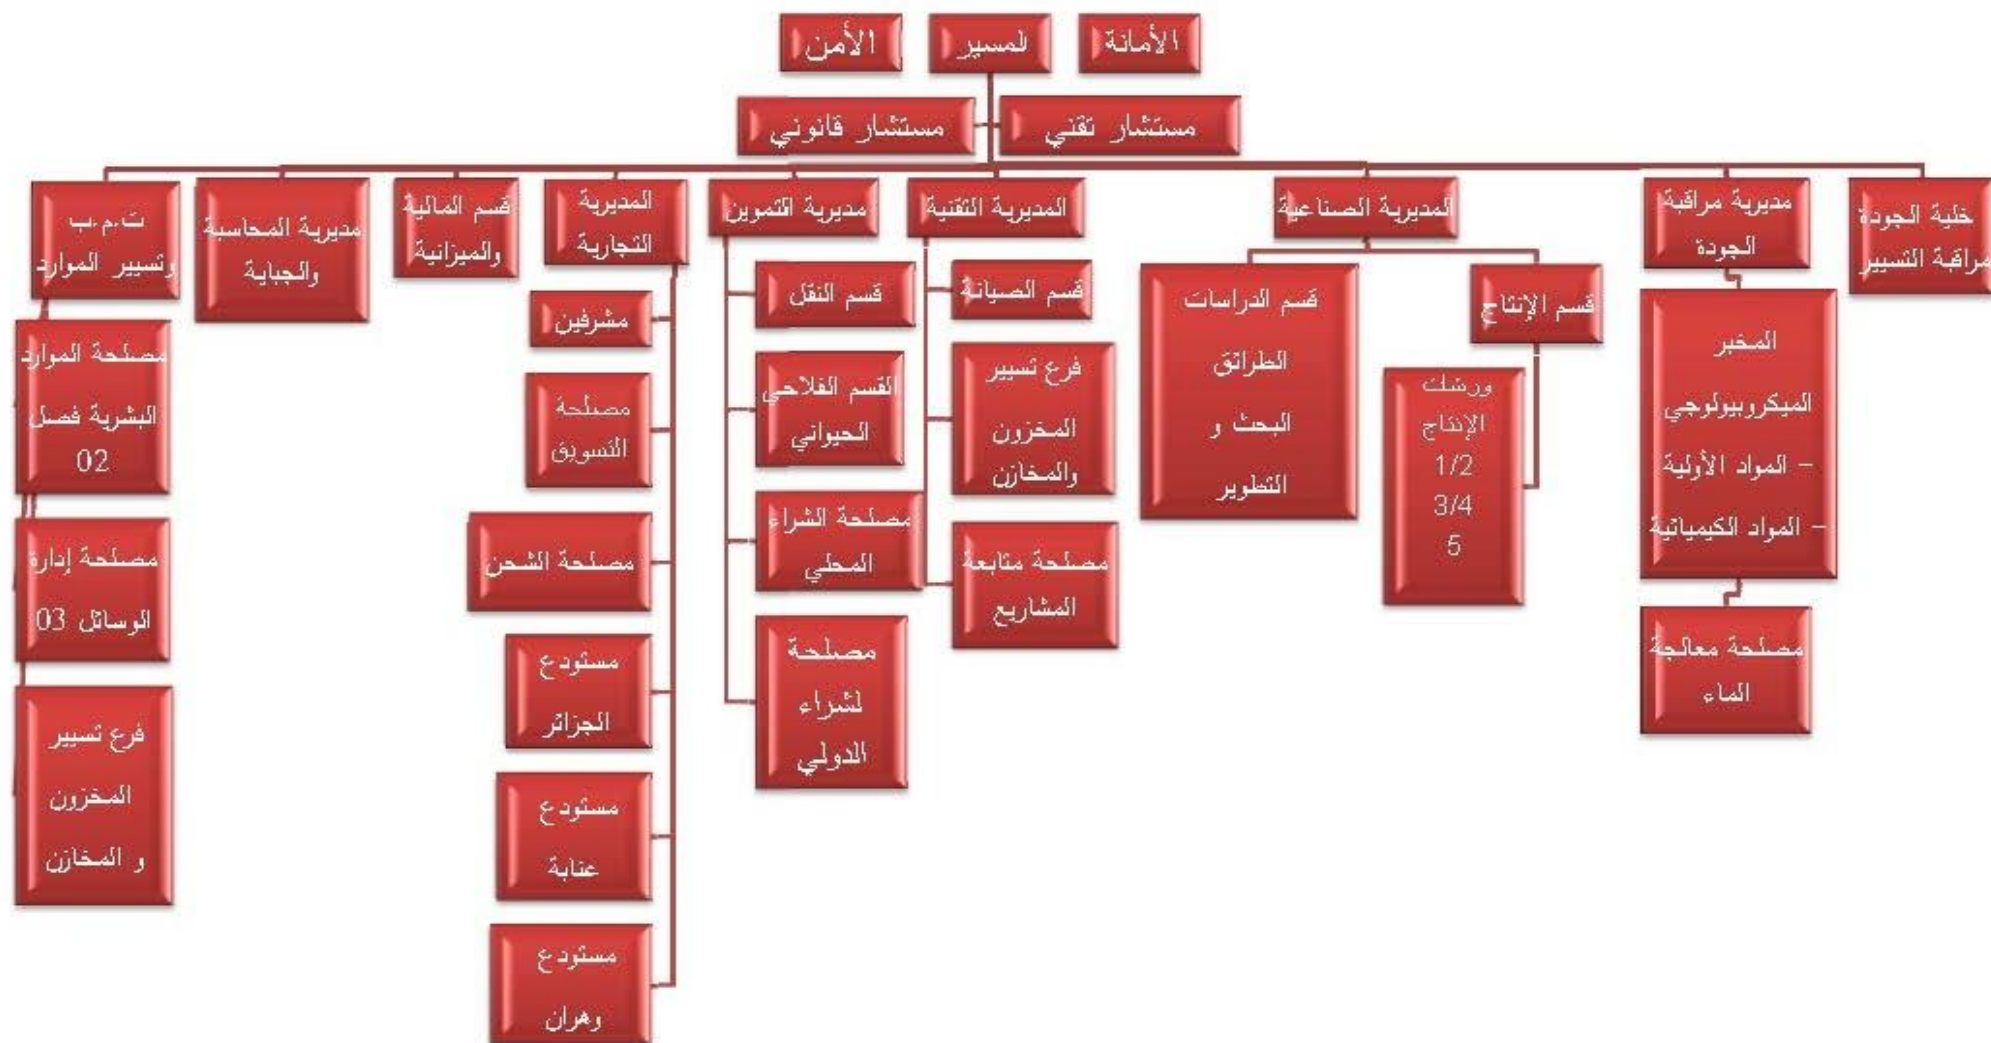 الأمانة
المسير
الأمن
مستشار تقني
مستشار قانوني
خلية الجودة
مراقبة التسيير
مديرية مراقبة
الجودة
المخبر
الميكروبيولوجي
– المواد الأولية
– المواد الكيميائية
مصلحة معالجة
الماء
المديرية الصناعية
قسم الإنتاج
ورشات
الإنتاج
1/2
3/4
5
قسم الدراسات
الطرائق
البحث و
التطوير
المديرية التقنية
قسم الصيانة
فرع تسيير
المخزون
والمخازن
مصلحة متابعة
المشاريع
مديرية التموين
قسم النقل
القسم الفلاحي
الحيواني
مصلحة الشراء
المحلي
مصلحة
لشراء
الدولي
المديرية
التجارية
مشرفين
مصلحة
التسويق
مصلحة الشحن
مستودع
الجزائر
مستودع
عنابة
مستودع
وهران
قسم المالية
والميزانية
مديرية المحاسبة
والجباية
ت.م.ب
وتسيير الموارد
مصلحة الموارد
البشرية فصل
02
مصلحة إدارة
الوسائل 03
فرع تسيير
المخزون
و المخازن